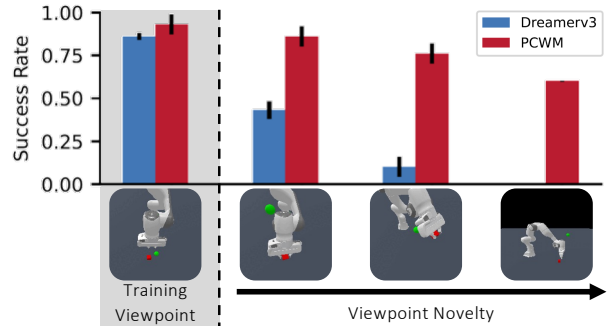 1.00
0.75
0.50
0.25
0.00
Success Rate
Dreamerv3
PCWM
Training
Viewpoint
Viewpoint Novelty